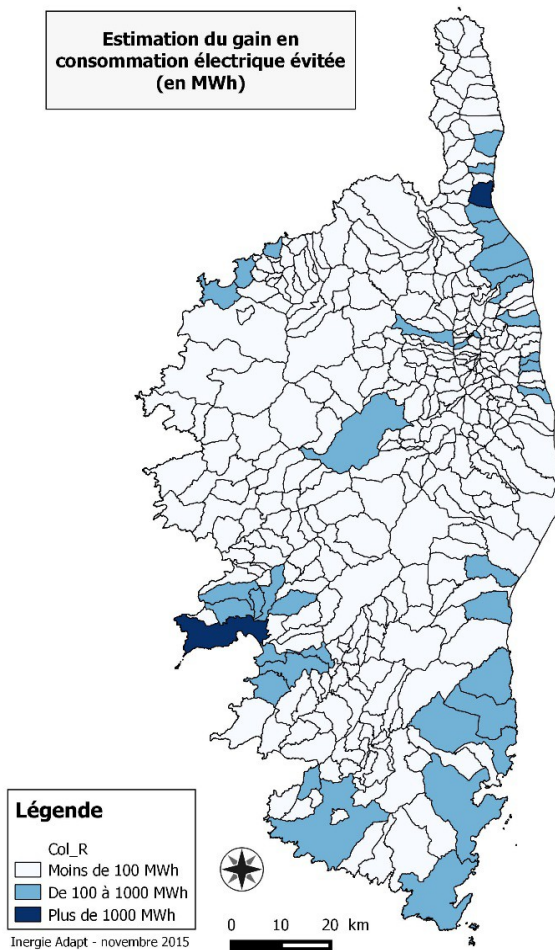 Estimation du gain en
consommation électrique évitée
(en MWh)
Légende
Col_R
Moins de 100 MWh
De 100 à 1000 MWh
Plus de 1000 MWh
Inergie Adapt - novembre 2015
0 10 20 km